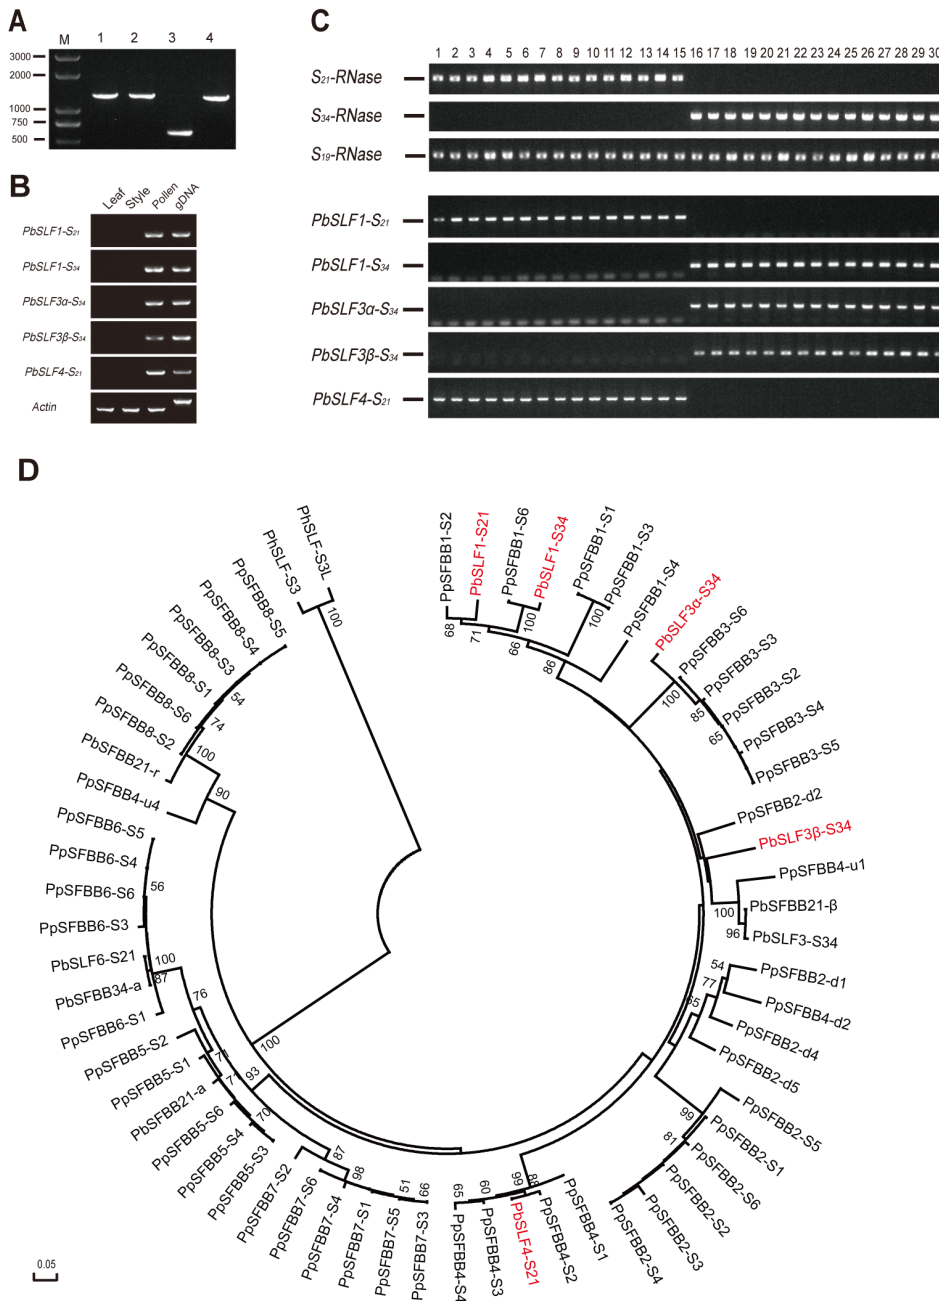 A
M 1 2 3 4
3000
2000
1000
750
500
B
Leaf Style Pollen gDNA
PbSLF1-S21
PbSLF1-S34
PbSLF3α-S34
PbSLF3β-S34
PbSLF4-S21
Actin
C
1 2 3 4 5 6 7 8 9 10 11 12 13 14 15 16 17 18 19 20 21 22 23 24 25 26 27 28 29 30
S21-RNase
S34-RNase
S19-RNase
PbSLF1-S21
PbSLF1-S34
PbSLF3α-S34
PbSLF3β-S34
PbSLF4-S21
D
PhSLF-S3L
PhSLF-S3
100
PpSFBB1-S2
PbSLF1-S21
PpSFBB1-S6
PbSLF1-S34
PpSFBB1-S1
PpSFBB1-S3
PpSFBB1-S4
68
71
100
66
100
86
PbSLF3α-S34
PpSFBB3-S6
PpSFBB3-S3
PpSFBB3-S2
PpSFBB3-S4
PpSFBB3-S5
100
85
65
PpSFBB2-d2
PbSLF3β-S34
PpSFBB4-u1
PbSFBB21-β
PbSLF3-S34
100
96
PpSFBB2-d1
PpSFBB4-d2
PpSFBB2-d4
PpSFBB2-d5
54
77
65
PpSFBB2-S5
PpSFBB2-S1
PpSFBB2-S6
PpSFBB2-S2
PpSFBB2-S3
PpSFBB2-S4
99
81
PpSFBB4-S1
PpSFBB4-S2
PbSLF4-S21
PpSFBB4-S3
PpSFBB4-S4
88
99
60
65
PpSFBB7-S3
PpSFBB7-S5
PpSFBB7-S1
PpSFBB7-S4
PpSFBB7-S6
PpSFBB7-S2
66
51
98
87
PpSFBB5-S3
PpSFBB5-S4
PpSFBB5-S6
PbSFBB21-a
PpSFBB5-S1
PpSFBB5-S2
70
71
71
93
76
100
PpSFBB6-S1
PbSFBB34-a
PbSLF6-S21
PpSFBB6-S3
PpSFBB6-S6
PpSFBB6-S4
PpSFBB6-S5
87
100
56
PpSFBB4-u4
PbSFBB21-r
PpSFBB8-S2
PpSFBB8-S6
PpSFBB8-S1
PpSFBB8-S3
PpSFBB8-S4
PpSFBB8-S5
90
100
74
54
0.05